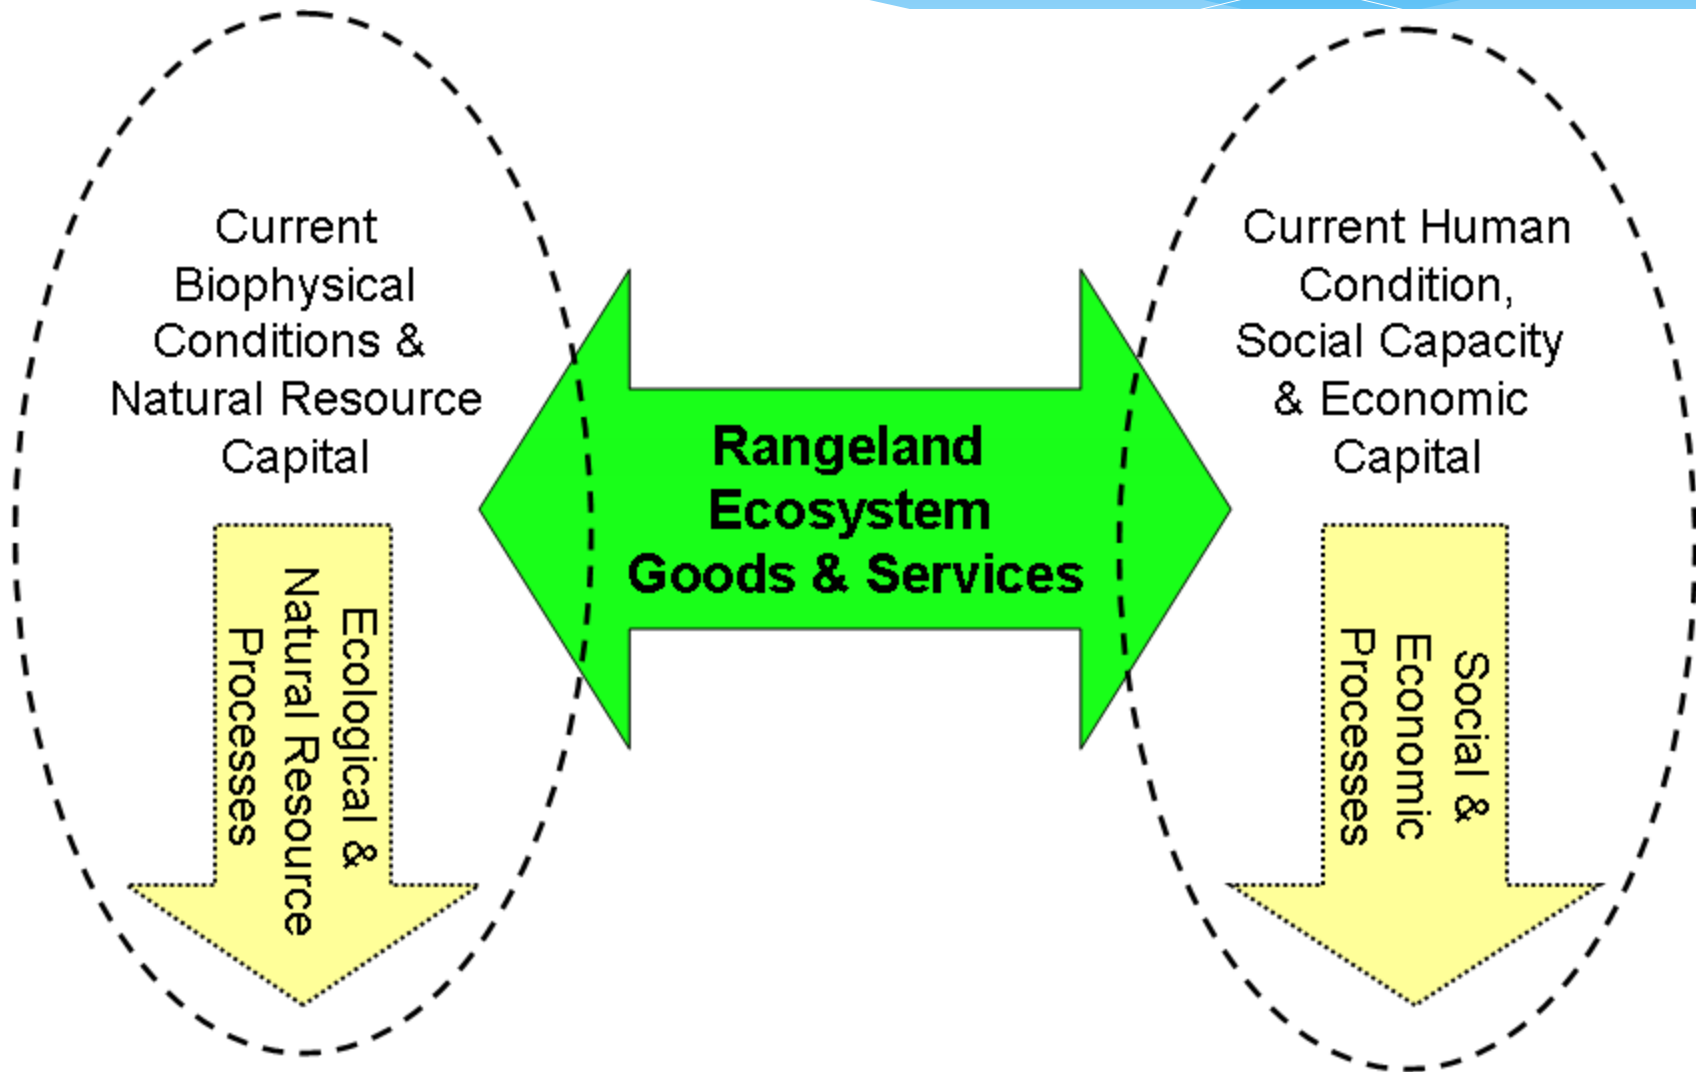 Current
Biophysical
Conditions &
Natural Resource
Capital
Ecological &
Natural Resource
Processes
Rangeland
Ecosystem
Goods & Services
Current Human
Condition,
Social Capacity
& Economic
Capital
Social &
Economic
Processes